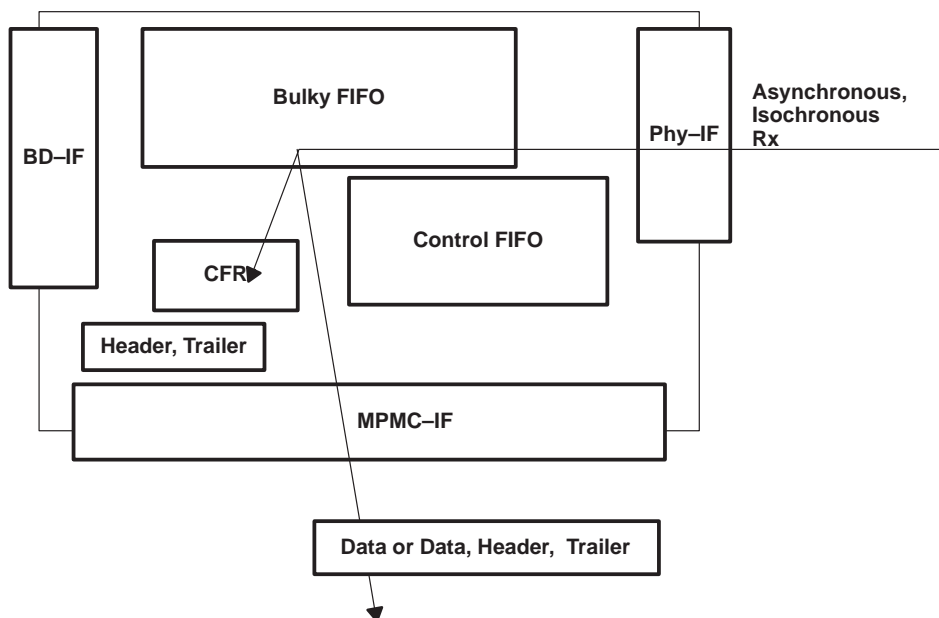 Bulky FIFO
BD–IF
Phy–IF
Asynchronous,
Isochronous
Rx
Control FIFO
CFR
Header, Trailer
MPMC–IF
Data or Data, Header, Trailer